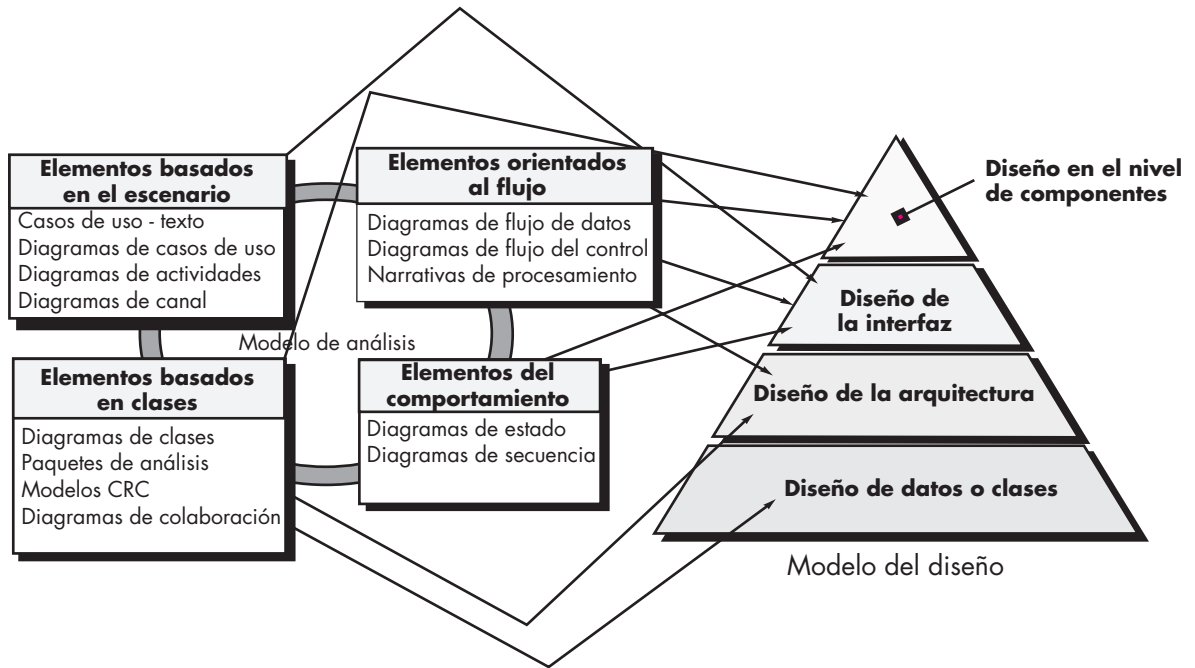 Elementos basados
en el escenario
Casos de uso - texto
Diagramas de casos de uso
Diagramas de actividades
Diagramas de canal
Elementos orientados
al flujo
Diagramas de flujo de datos
Diagramas de flujo del control
Narrativas de procesamiento
Modelo de análisis
Elementos basados
en clases
Diagramas de clases
Paquetes de análisis
Modelos CRC
Diagramas de colaboración
Elementos del
comportamiento
Diagramas de estado
Diagramas de secuencia
Diseño en el nivel
de componentes
Diseño de
la interfaz
Diseño de la arquitectura
Diseño de datos o clases
Modelo del diseño